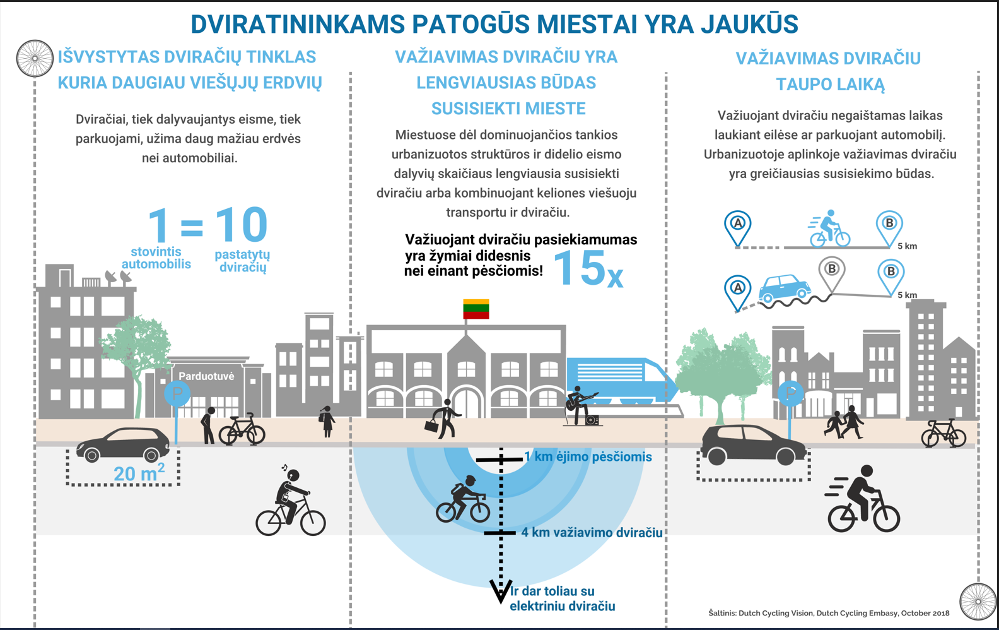 DVIRATININKAMS PATOGŪS MIESTAI YRA JAUKŪS
IŠVYSTYTAS DVIRAČIŲ TINKLAS
KURIA DAUGIAU VIEŠŲJŲ ERDVIŲ
Dviračiai, tiek dalyvaujantys eisme, tiek
parkuojami, užima daug mažiau erdvės
nei automobiliai.
1 = 10
stovintis
automobilis
pastatytų
dviračių
Parduotuvė
P
20 m²
VAŽIAVIMAS DVIRAČIU YRA
LENGVIAUSIAS BŪDAS
SUSISIEKTI MIESTE
Miestuose dėl dominuojančios tankios
urbanizuotos struktūros ir didelio eismo
dalyvių skaičiaus lengviausia susisiekti
dviračiu arba kombinuojant keliones viešuoju
transportu ir dviračiu.
Važiuojant dviračiu pasiekiamumas
yra žymiai didesnis
nei einant pėsčiomis!
15x
1 km ėjimo pėsčiomis
4 km važiavimo dviračiu
Ir dar toliau su
elektriniu dviračiu
VAŽIAVIMAS DVIRAČIU
TAUPO LAIKĄ
Važiuojant dviračiu negaištamas laikas
laukiant eilėse ar parkuojant automobilį.
Urbanizuotoje aplinkoje važiavimas dviračiu
yra greičiausias susisiekimo būdas.
A
B
5 km
A
B
B
5 km
P
Šaltinis: Dutch Cycling Vision, Dutch Cycling Embassy, October 2018